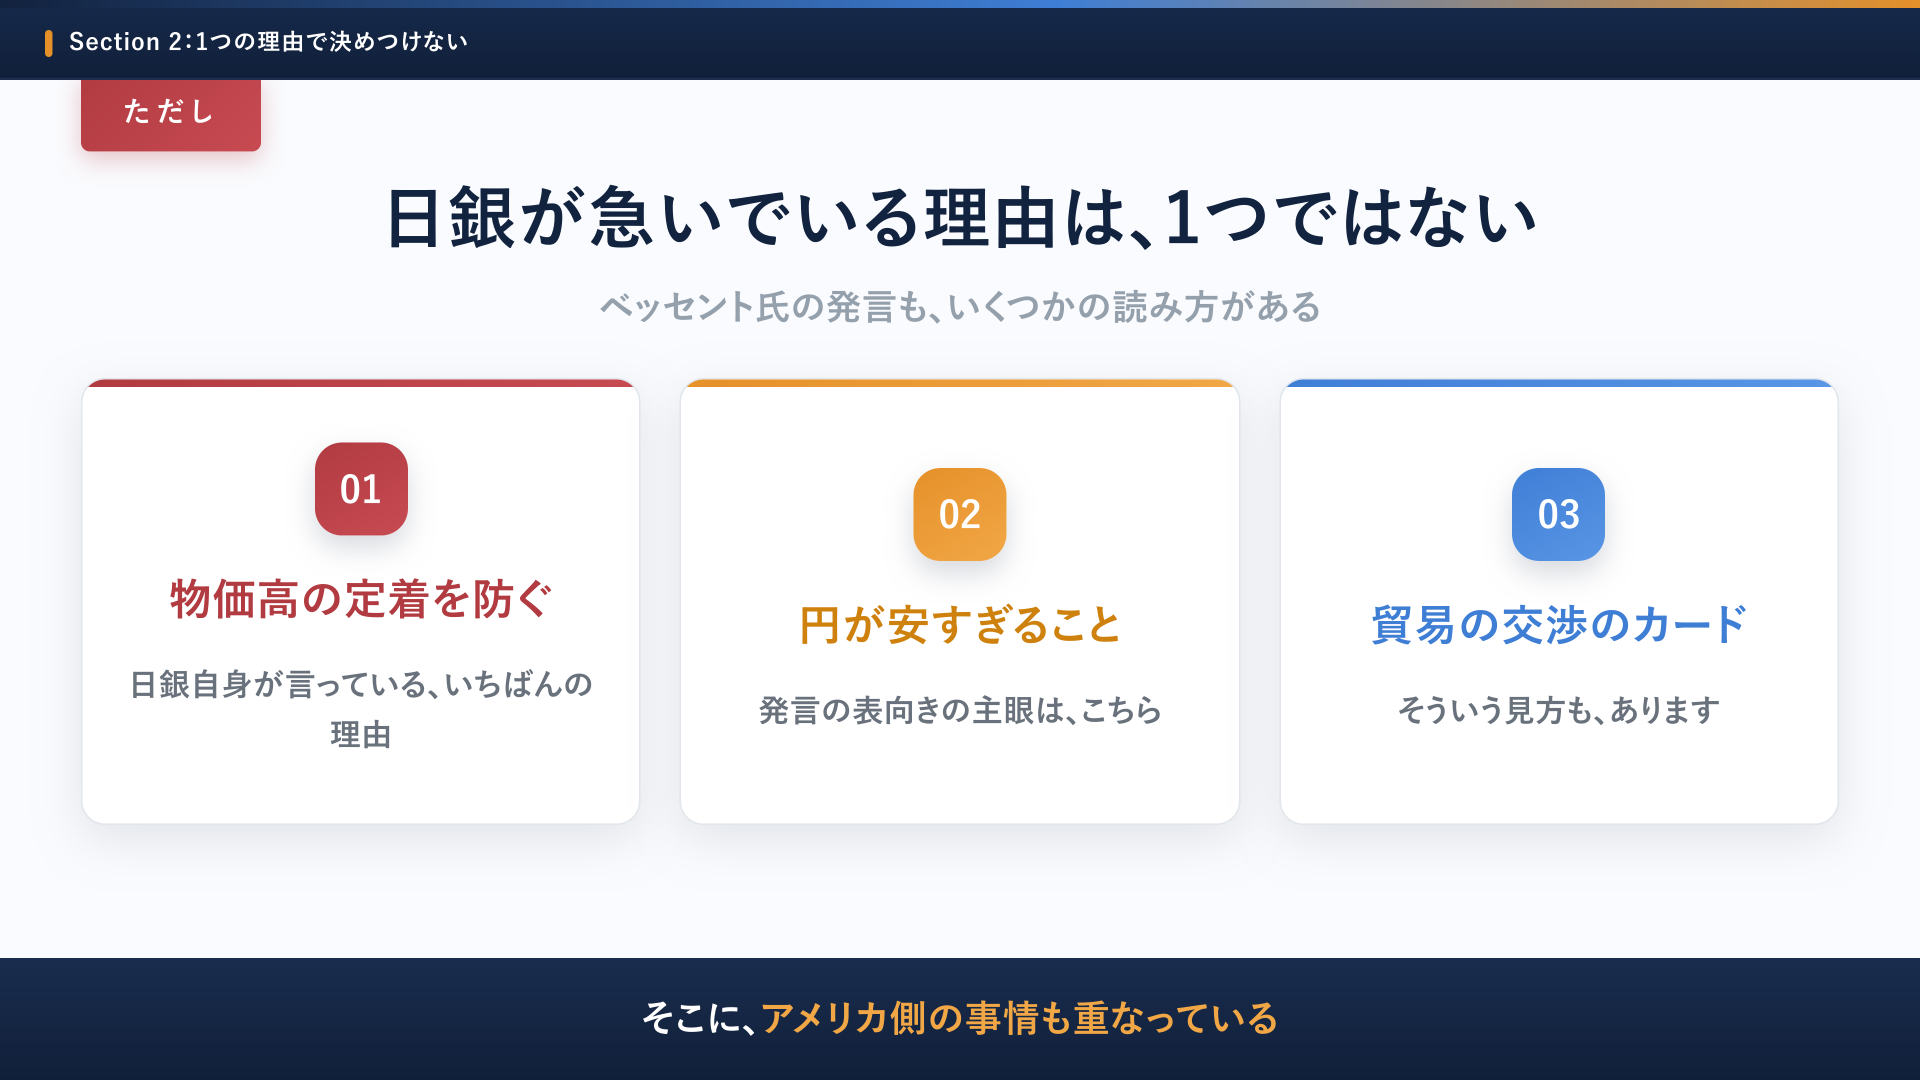 Section 2：1つの理由で決めつけない
ただし
日銀が急いでいる理由は、1つではない
ベッセント氏の発言も、いくつかの読み方がある
01
物価高の定着を防ぐ
日銀自身が言っている、いちばんの
理由
02
円が安すぎること
発言の表向きの主眼は、こちら
03
貿易の交渉のカード
そういう見方も、あります
そこに、アメリカ側の事情も重なっている